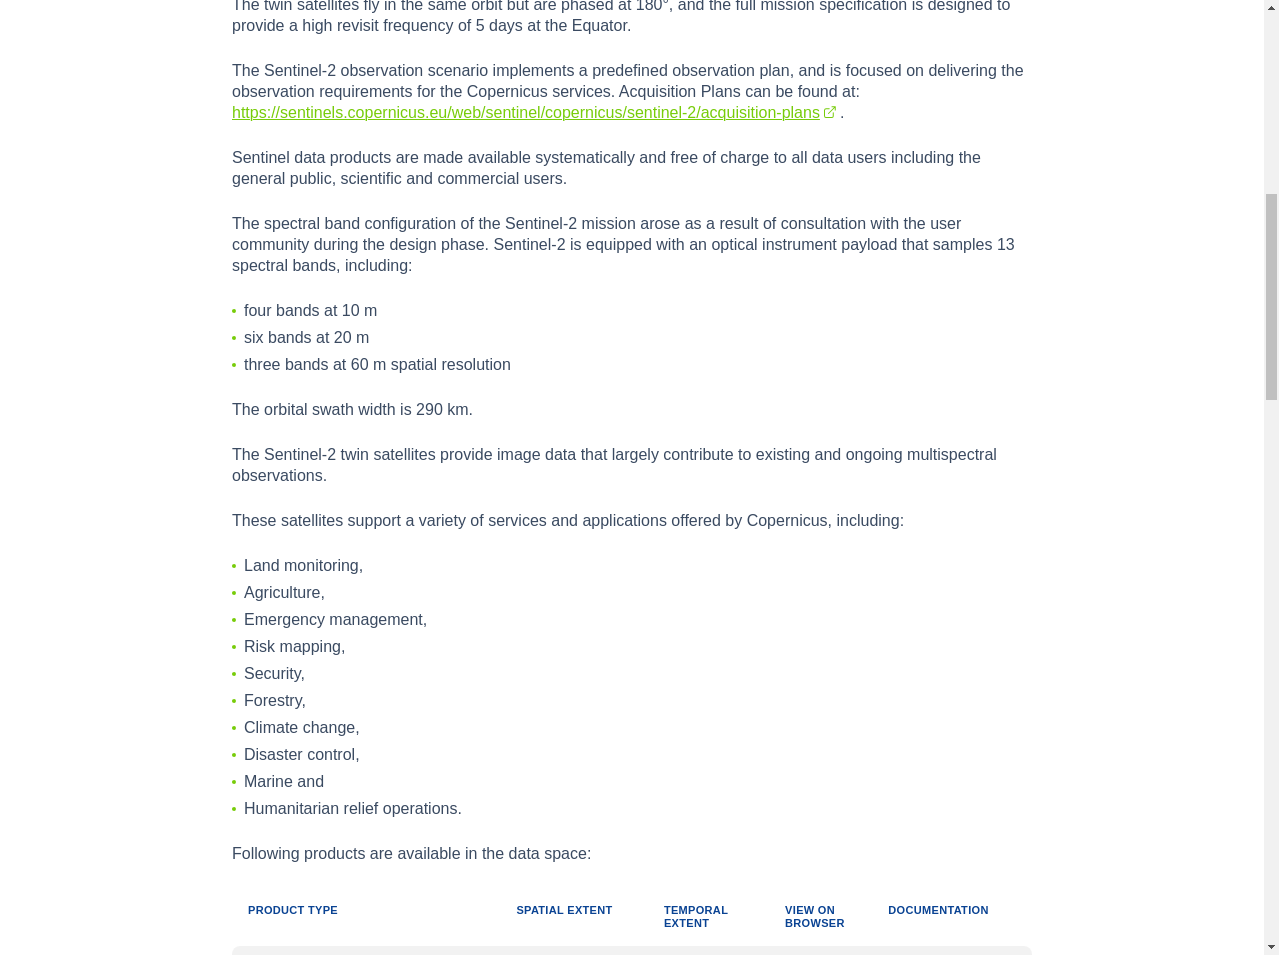 The twin satellites fly in the same orbit but are phased at 180°, and the full mission specification is designed to
provide a high revisit frequency of 5 days at the Equator.
The Sentinel-2 observation scenario implements a predefined observation plan, and is focused on delivering the
observation requirements for the Copernicus services. Acquisition Plans can be found at:
https://sentinels.copernicus.eu/web/sentinel/copernicus/sentinel-2/acquisition-plans .
Sentinel data products are made available systematically and free of charge to all data users including the
general public, scientific and commercial users.
The spectral band configuration of the Sentinel-2 mission arose as a result of consultation with the user
community during the design phase. Sentinel-2 is equipped with an optical instrument payload that samples 13
spectral bands, including:
four bands at 10 m
six bands at 20 m
three bands at 60 m spatial resolution
The orbital swath width is 290 km.
The Sentinel-2 twin satellites provide image data that largely contribute to existing and ongoing multispectral
observations.
These satellites support a variety of services and applications offered by Copernicus, including:
Land monitoring,
Agriculture,
Emergency management,
Risk mapping,
Security,
Forestry,
Climate change,
Disaster control,
Marine and
Humanitarian relief operations.
Following products are available in the data space:
PRODUCT TYPE SPATIAL EXTENT TEMPORAL VIEW ON DOCUMENTATION
EXTENT BROWSER